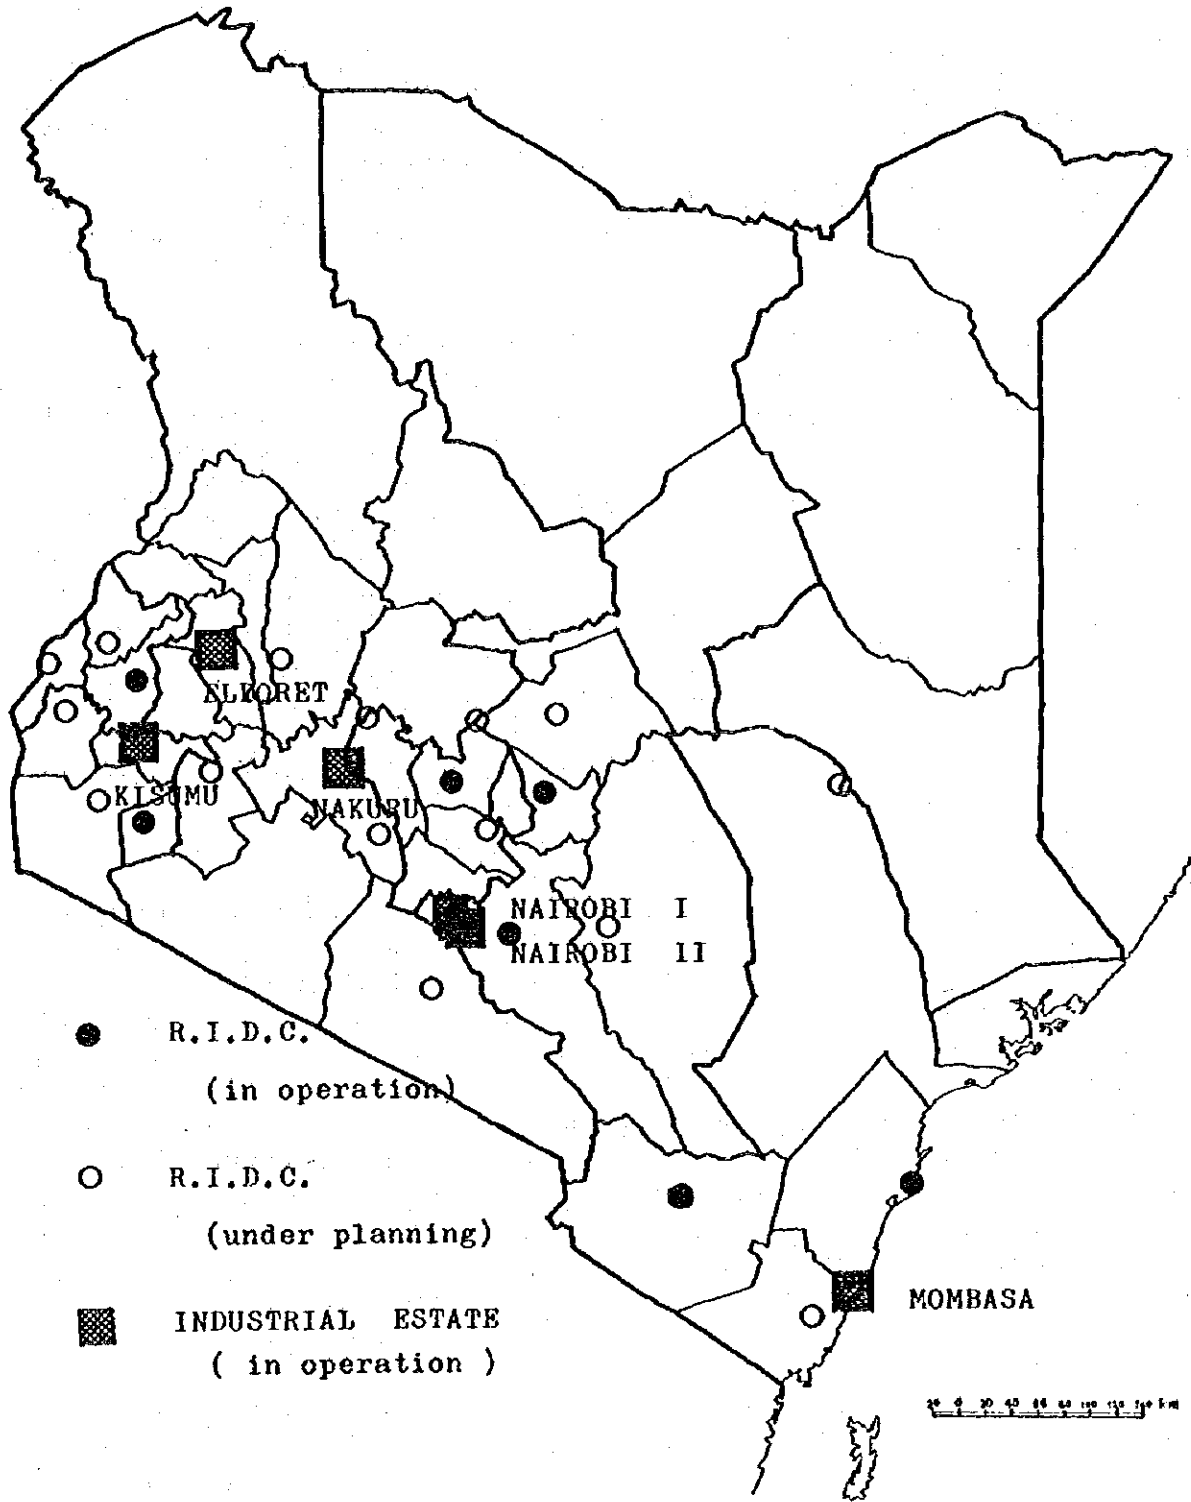 ELDORET
KISUMU
NAKURU
NAIROBI I
NAIROBI II
R.I.D.C.
(in operation)
R.I.D.C.
(under planning)
INDUSTRIAL ESTATE
( in operation )
MOMBASA